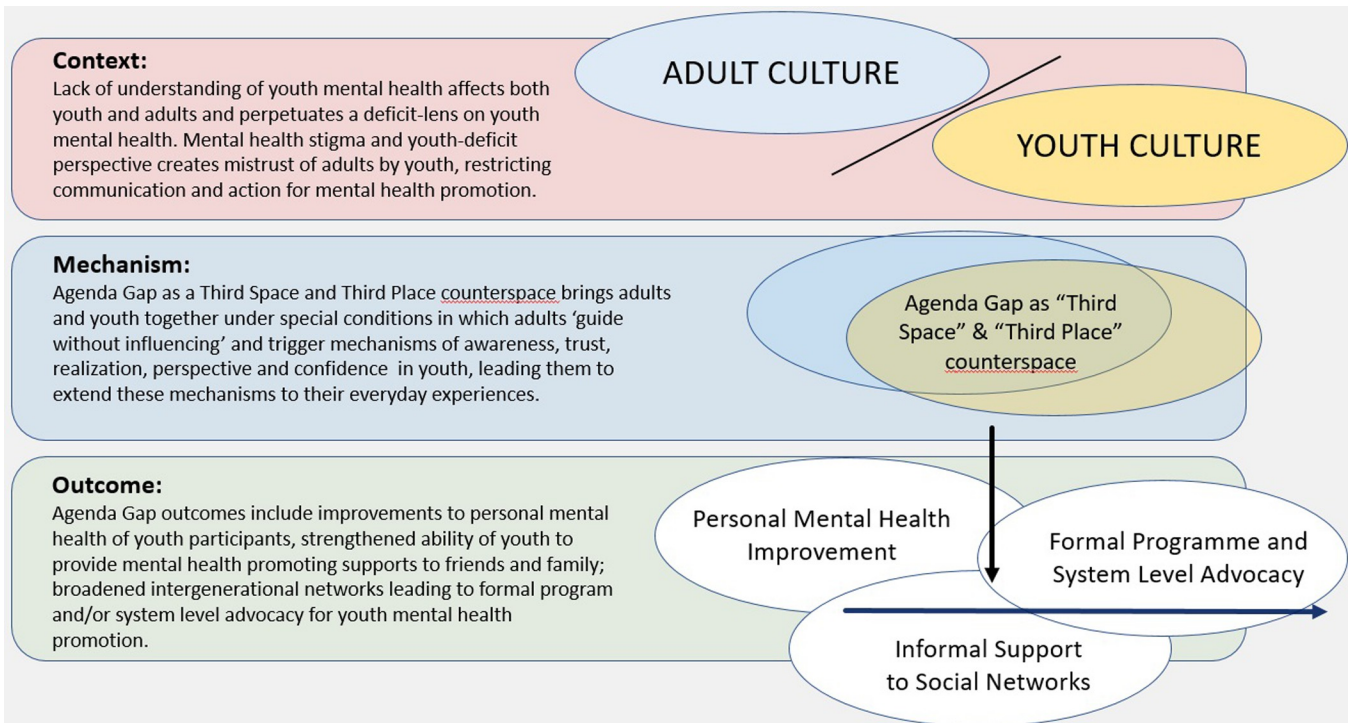 Context:
Lack of understanding of youth mental health affects both
youth and adults and perpetuates a deficit-lens on youth
mental health. Mental health stigma and youth-deficit
perspective creates mistrust of adults by youth, restricting
communication and action for mental health promotion.
ADULT CULTURE
YOUTH CULTURE
Mechanism:
Agenda Gap as a Third Space and Third Place counterspace brings adults
and youth together under special conditions in which adults ‘guide
without influencing’ and trigger mechanisms of awareness, trust,
realization, perspective and confidence  in youth, leading them to
extend these mechanisms to their everyday experiences.
Agenda Gap as “Third
Space” & “Third Place”
counterspace
Outcome:
Agenda Gap outcomes include improvements to personal mental
health of youth participants, strengthened ability of youth to
provide mental health promoting supports to friends and family;
broadened intergenerational networks leading to formal program
and/or system level advocacy for youth mental health
promotion.
Personal Mental Health
Improvement
Formal Programme and
System Level Advocacy
Informal Support
to Social Networks